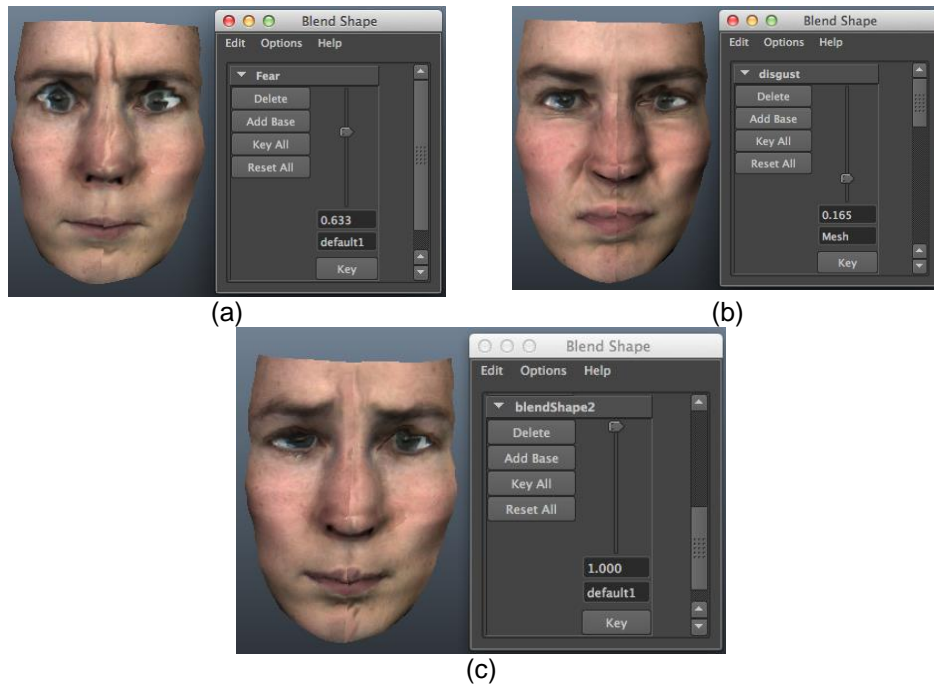 Blend Shape
Edit Options Help
Fear
Delete
Add Base
Key All
Reset All
0.633
default1
Key
(a)
Blend Shape
Edit Options Help
disgust
Delete
Add Base
Key All
Reset All
0.165
Mesh
Key
(b)
Blend Shape
Edit Options Help
blendShape2
Delete
Add Base
Key All
Reset All
1.000
default1
Key
(c)